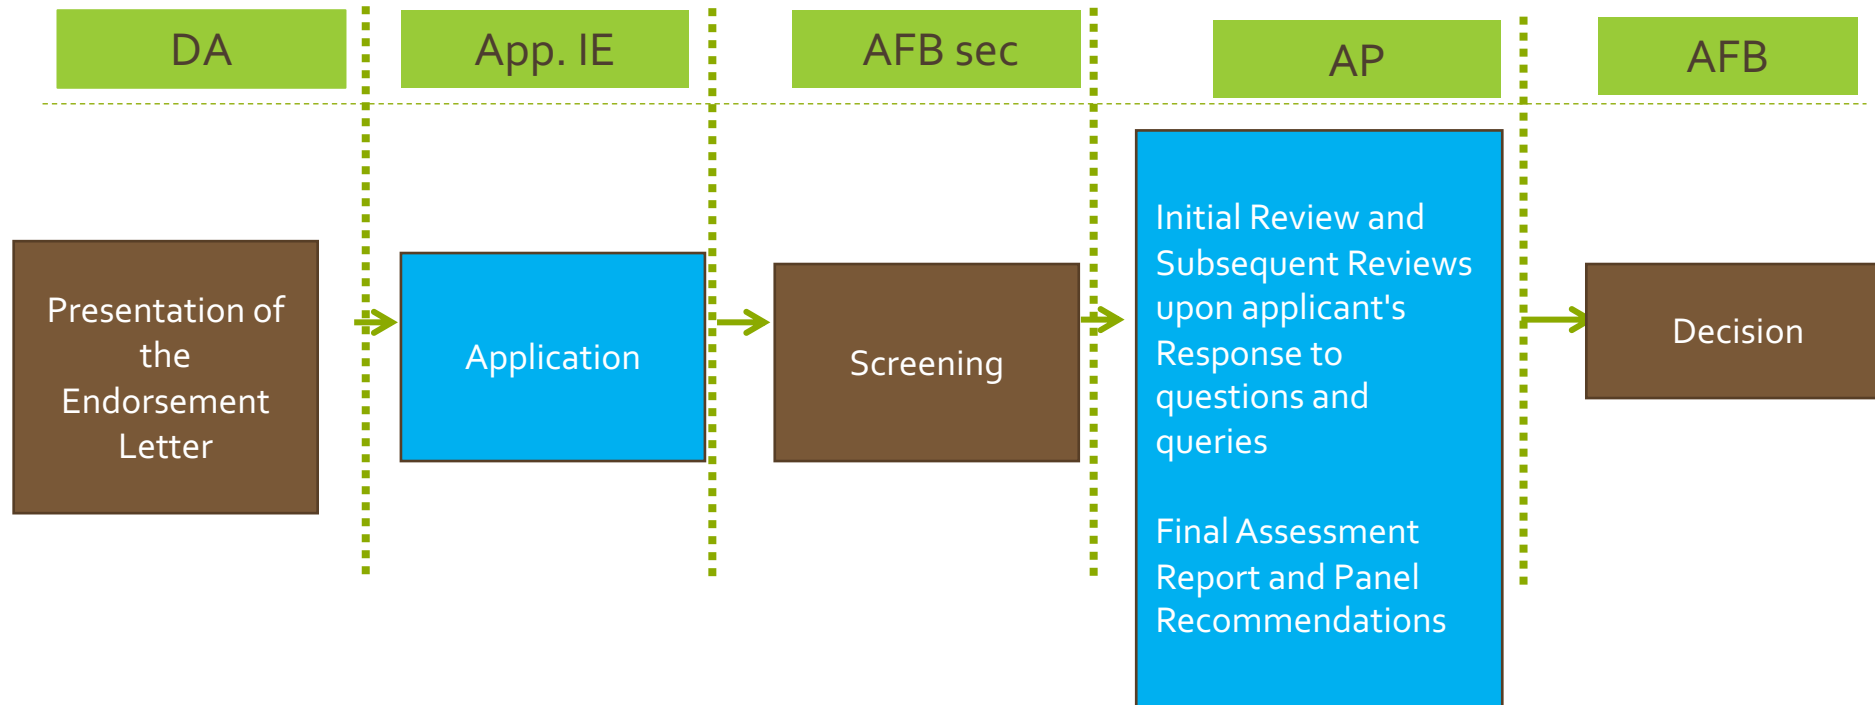 DA
App. IE
AFB sec
AP
AFB
Presentation of
the
Endorsement
Letter
Application
Screening
Initial Review and
Subsequent Reviews
upon applicant's
Response to
questions and
queries
Final Assessment
Report and Panel
Recommendations
Decision